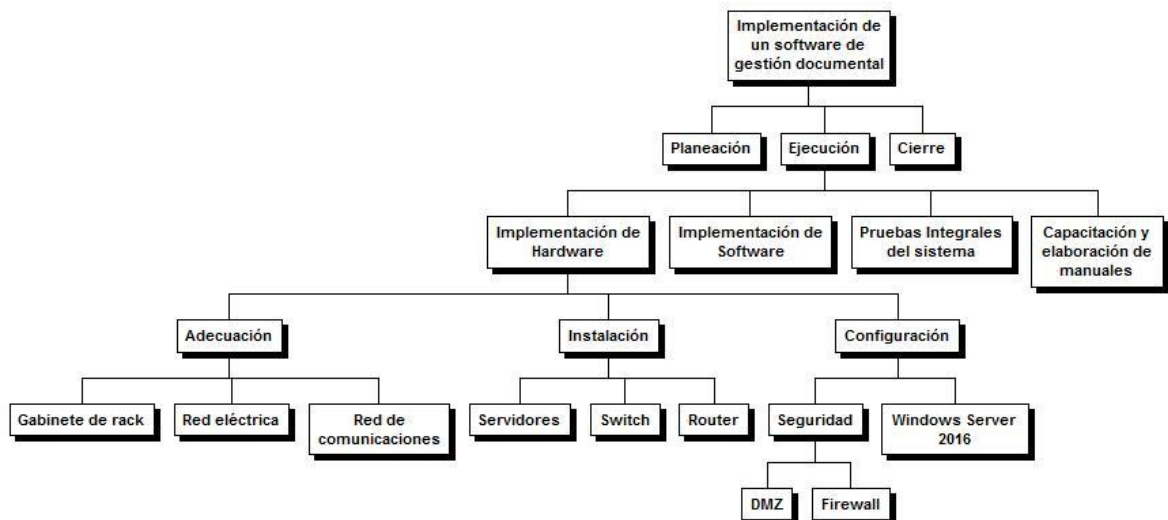 Implementación de
un software de
gestión documental
Planeación
Ejecución
Cierre
Implementación de
Hardware
Implementación de
Software
Pruebas Integrales
del sistema
Capacitación y
elaboración de
manuales
Adecuación
Instalación
Configuración
Gabinete de rack
Red eléctrica
Red de
comunicaciones
Servidores
Switch
Router
Seguridad
Windows Server
2016
DMZ
Firewall